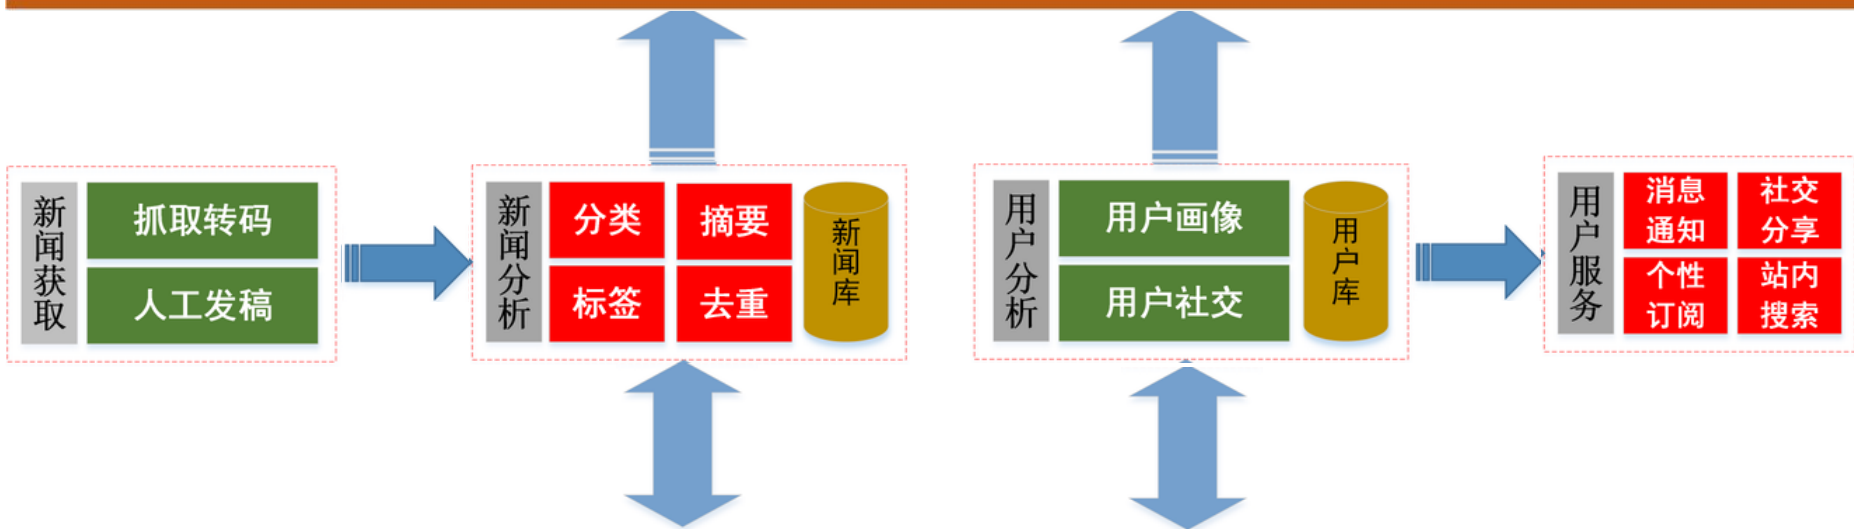 新闻获取
抓取转码
人工发稿
新闻分析
分类
摘要
标签
去重
新闻库
用户分析
用户画像
用户社交
用户库
用户服务
消息
通知
社交
分享
个性
订阅
站内
搜索